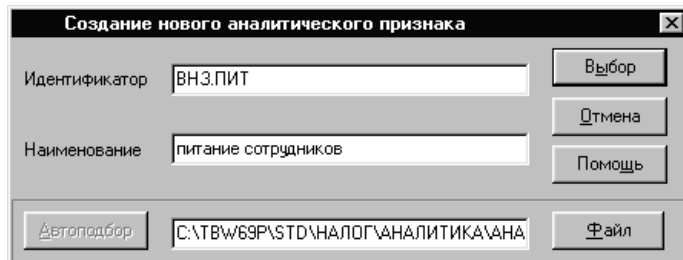 Создание нового аналитического признака
Идентификатор ВНЗ.ПИТ Выбор
Отмена
Наименование питание сотрудников
Помощь
Автоподбор C:\TBW69P\STD\НАЛОГ\АНАЛИТИКА\АНА Файл